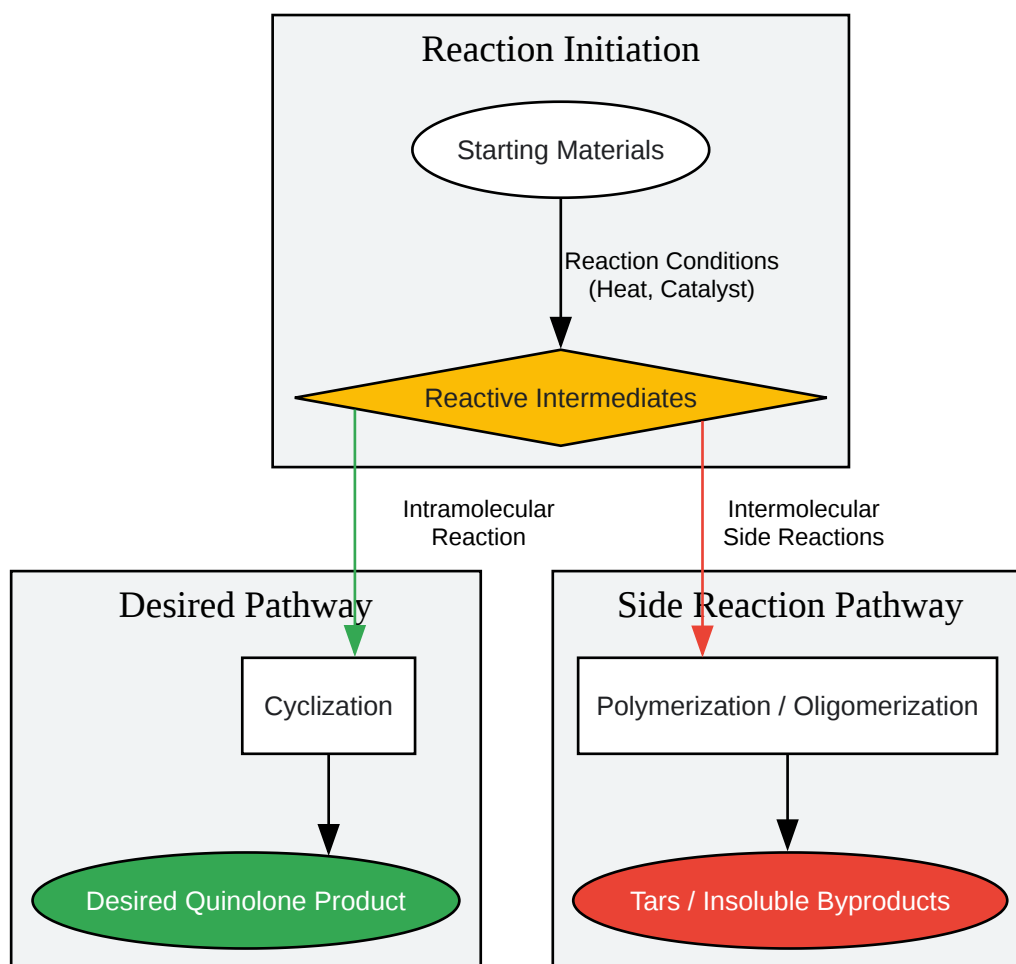 Reaction Initiation
Starting Materials
Reaction Conditions
(Heat, Catalyst)
Reactive Intermediates
Intramolecular
Reaction
Intermolecular
Side Reactions
Desired Pathway
Side Reaction Pathway
Cyclization
Polymerization / Oligomerization
Desired Quinolone Product
Tars / Insoluble Byproducts